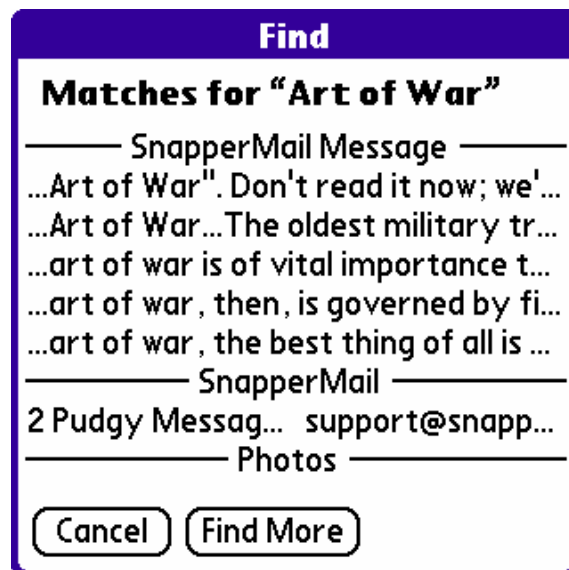 Find
Matches for “Art of War”
SnapperMail Message
...Art of War". Don't read it now; we'...
...Art of War...The oldest military tr...
...art of war is of vital importance t...
...art of war, then, is governed by fi...
...art of war, the best thing of all is ...
SnapperMail
2 Pudgy Messag... support@snapp...
Photos
Cancel Find More